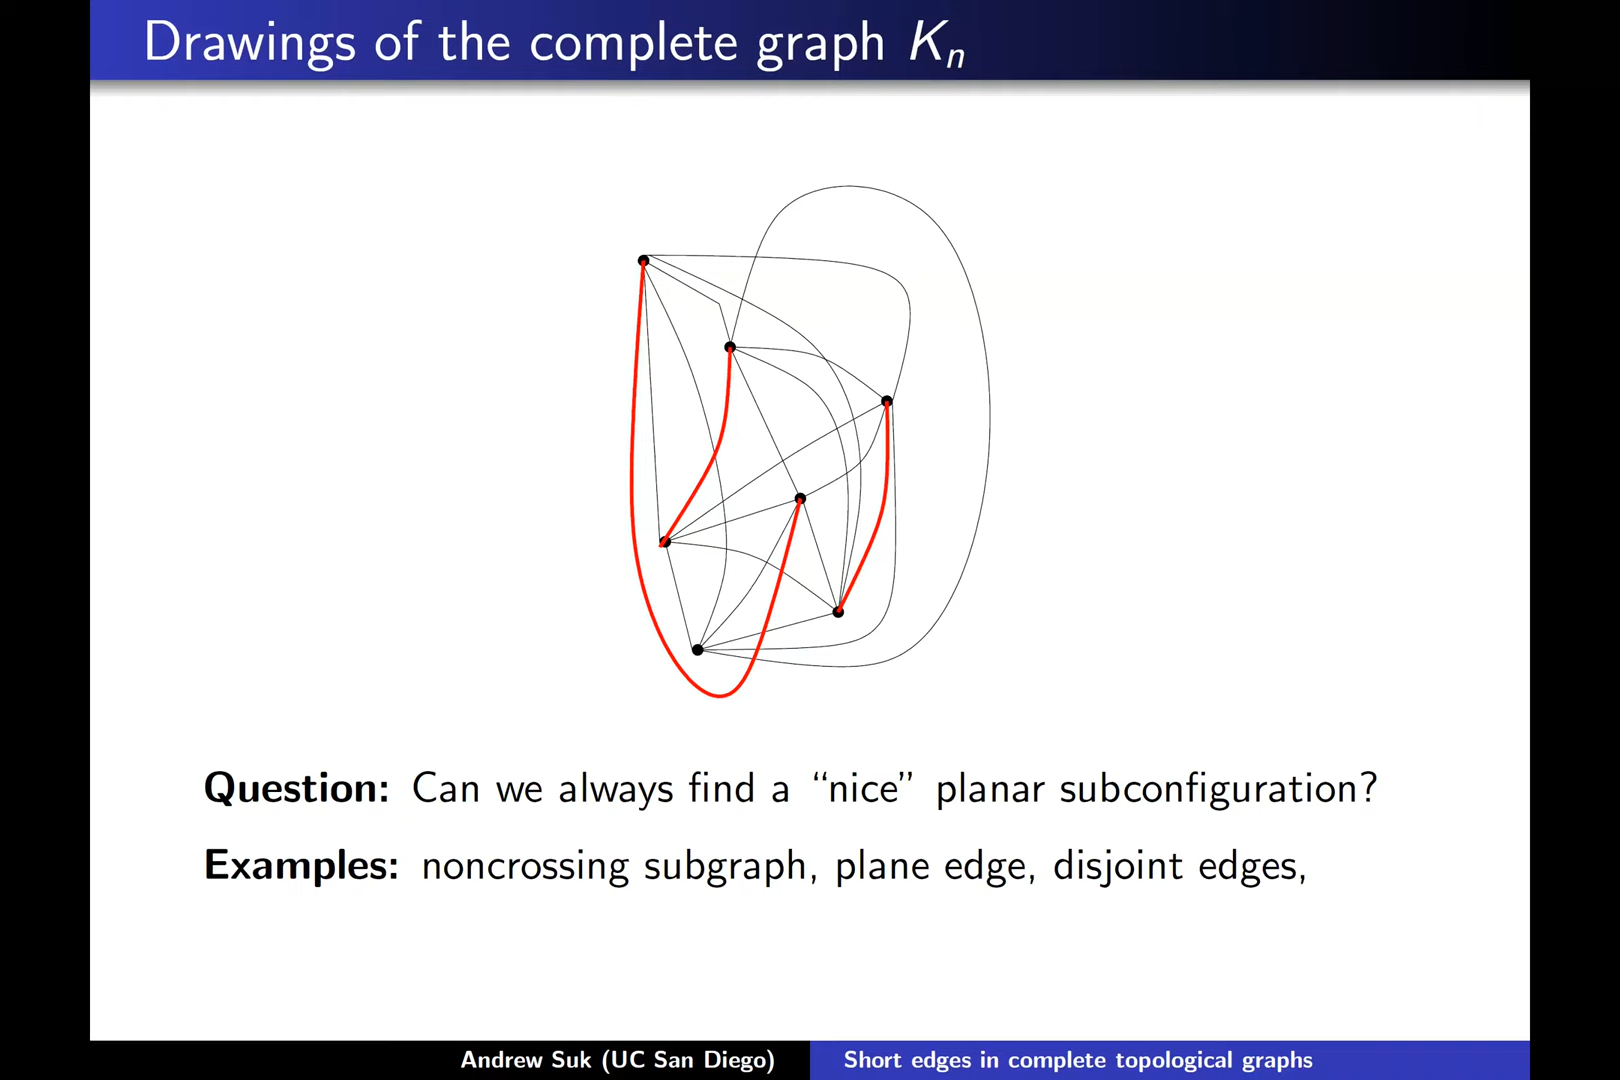 Drawings of the complete graph Kn
Question: Can we always find a “nice” planar subconfiguration?
Examples: noncrossing subgraph, plane edge, disjoint edges,
Andrew Suk (UC San Diego)
Short edges in complete topological graphs